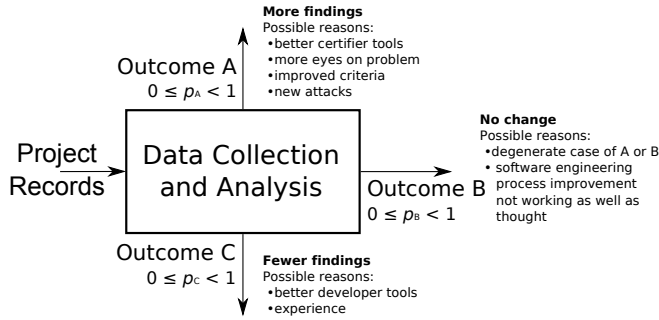 More findings
Possible reasons:
•better certifier tools
•more eyes on problem
•improved criteria
•new attacks
Outcome A
0 ≤ pA < 1
Project
Records
Data Collection
and Analysis
No change
Possible reasons:
•degenerate case of A or B
• software engineering
process improvement
not working as well as
thought
Outcome B
0 ≤ pB < 1
Outcome C
0 ≤ pC < 1
Fewer findings
Possible reasons:
•better developer tools
•experience